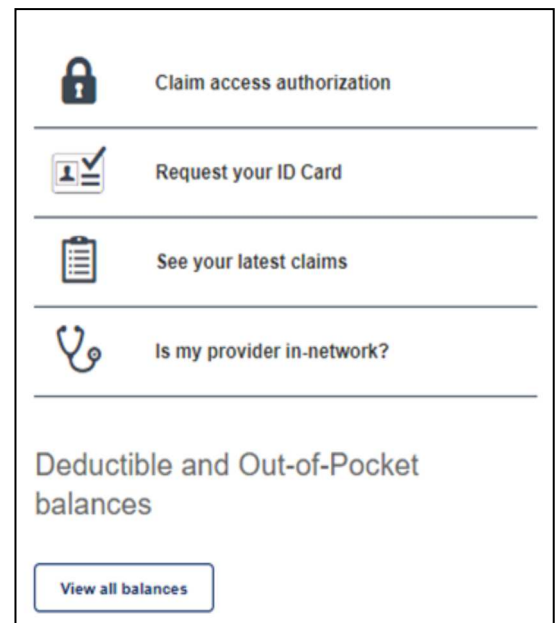 Claim access authorization
Request your ID Card
See your latest claims
Is my provider in-network?
Deductible and Out-of-Pocket
balances
View all balances